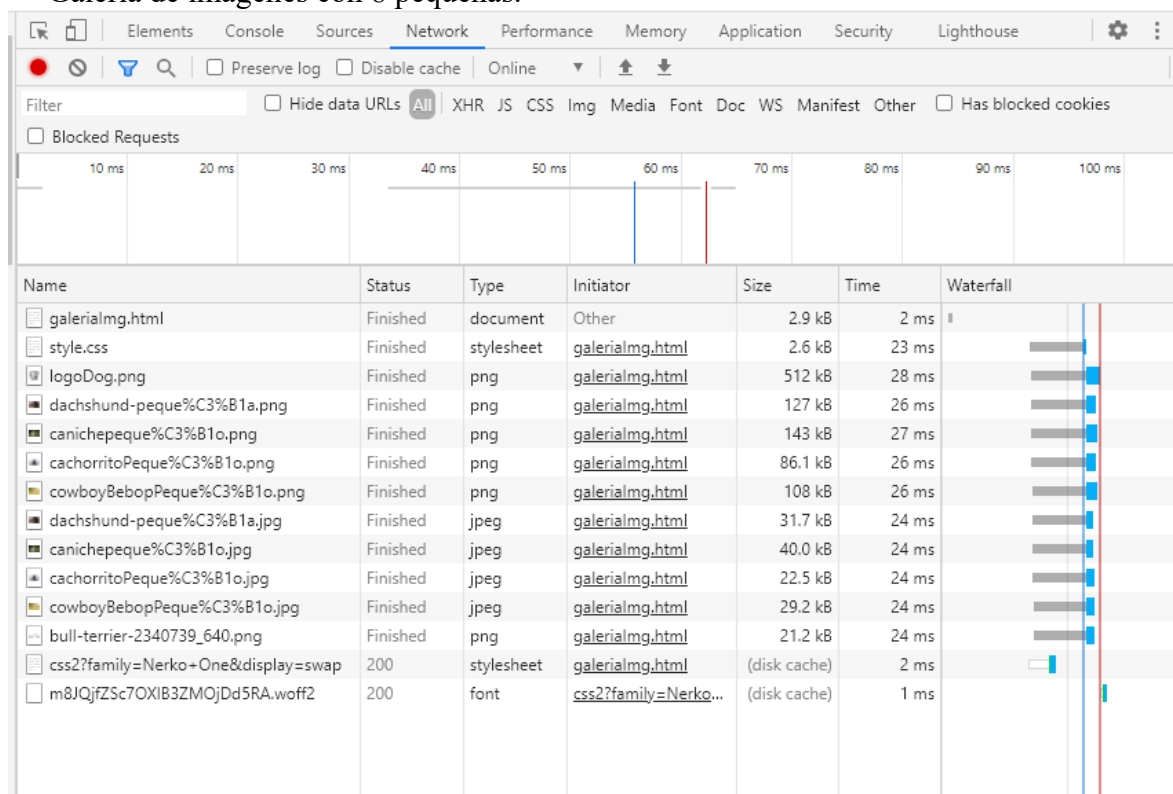 Galería de imágenes con 8 pequeñas.
Elements Console Sources Network Performance Memory Application Security Lighthouse
Preserve log Disable cache Online
Filter Hide data URLs All XHR JS CSS Img Media Font Doc WS Manifest Other Has blocked cookies
Blocked Requests
10 ms 20 ms 30 ms 40 ms 50 ms 60 ms 70 ms 80 ms 90 ms 100 ms
Name Status Type Initiator Size Time Waterfall
galeriaImg.html Finished document Other 2.9 kB 2 ms
style.css Finished stylesheet galeriaImg.html 2.6 kB 23 ms
logoDog.png Finished png galeriaImg.html 512 kB 28 ms
dachshund-peque%C3%B1a.png Finished png galeriaImg.html 127 kB 26 ms
canichepeque%C3%B1o.png Finished png galeriaImg.html 143 kB 27 ms
cachorritoPeque%C3%B1o.png Finished png galeriaImg.html 86.1 kB 26 ms
cowboyBebopPeque%C3%B1o.png Finished png galeriaImg.html 108 kB 26 ms
dachshund-peque%C3%B1a.jpg Finished jpeg galeriaImg.html 31.7 kB 24 ms
canichepeque%C3%B1o.jpg Finished jpeg galeriaImg.html 40.0 kB 24 ms
cachorritoPeque%C3%B1o.jpg Finished jpeg galeriaImg.html 22.5 kB 24 ms
cowboyBebopPeque%C3%B1o.jpg Finished jpeg galeriaImg.html 29.2 kB 24 ms
bull-terrier-2340739_640.png Finished png galeriaImg.html 21.2 kB 24 ms
css2?family=Nerko+One&display=swap 200 stylesheet galeriaImg.html (disk cache) 2 ms
m8JQjfZSc7OXlB3ZMOjDd5RA.woff2 200 font css2?family=Nerko... (disk cache) 1 ms